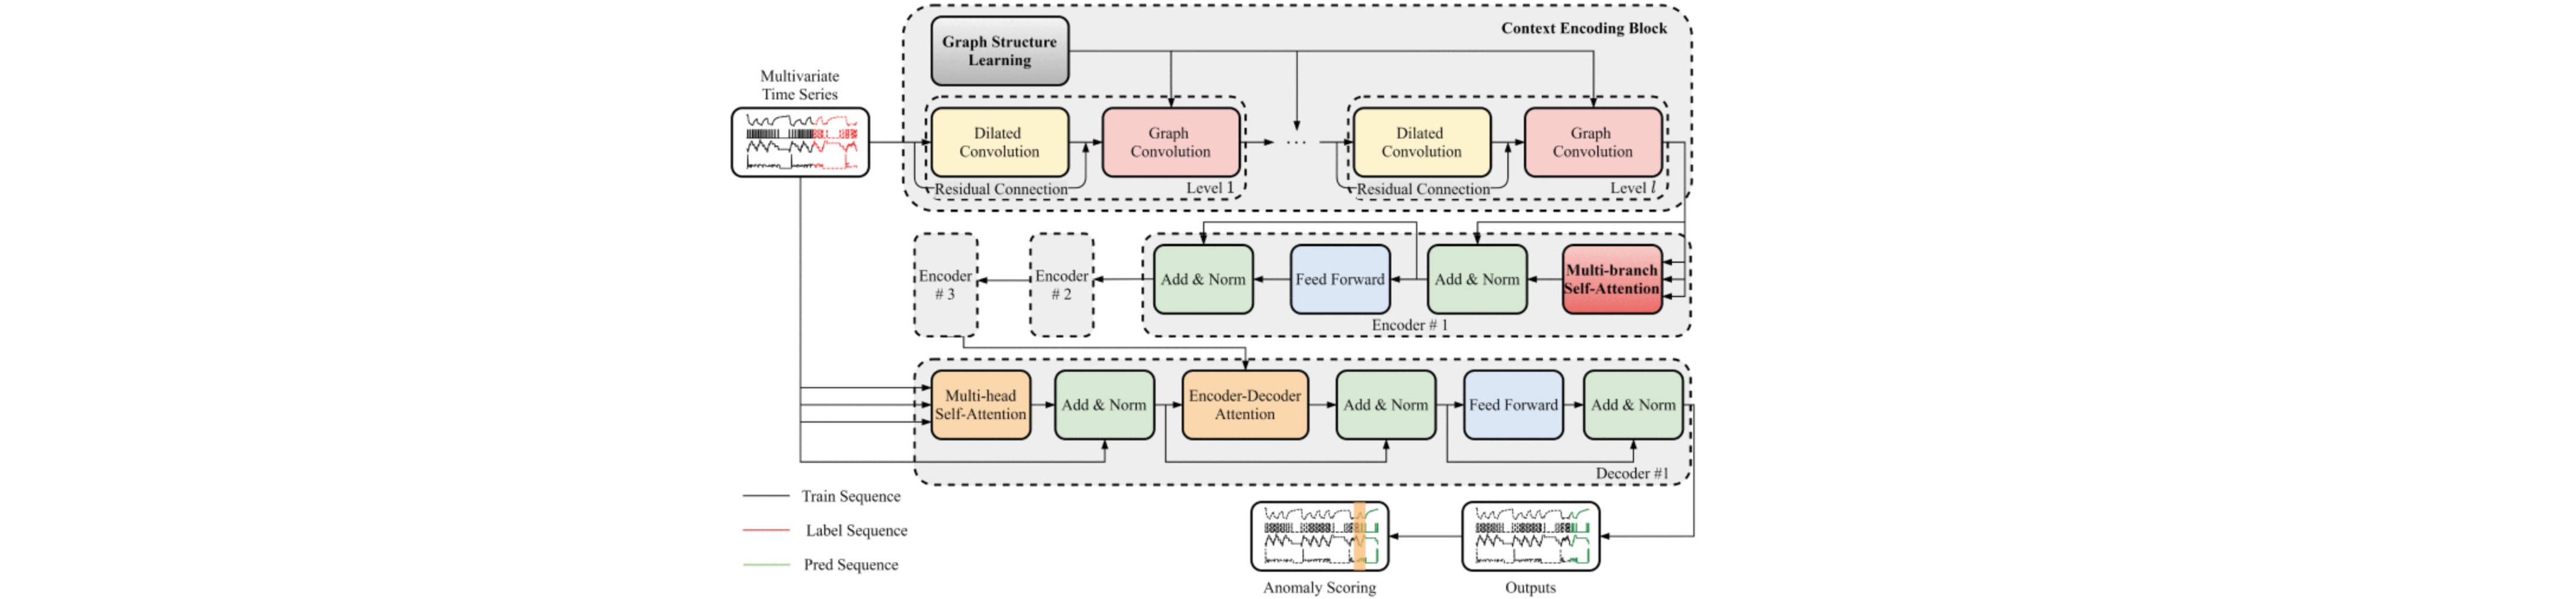 Context Encoding Block
Graph Structure
Learning
Multivariate
Time Series
Dilated
Convolution
Graph
Convolution
...
Dilated
Convolution
Graph
Convolution
Residual Connection
Level 1
Residual Connection
Level l
Encoder
# 3
Encoder
# 2
Add & Norm
Feed Forward
Add & Norm
Multi-branch
Self-Attention
Encoder # 1
Multi-head
Self-Attention
Add & Norm
Encoder-Decoder
Attention
Add & Norm
Feed Forward
Add & Norm
Decoder #1
Train Sequence
Label Sequence
Pred Sequence
Anomaly Scoring
Outputs